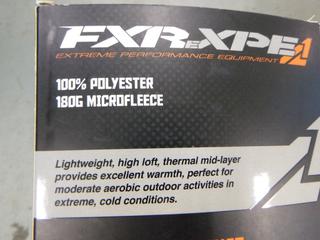 FXR EXPE
EXTREME PERFORMANCE EQUIPMENT
100% POLYESTER
180G MICROFLEECE
Lightweight, high loft, thermal mid-layer
provides excellent warmth, perfect for
moderate aerobic outdoor activities in
extreme, cold conditions.